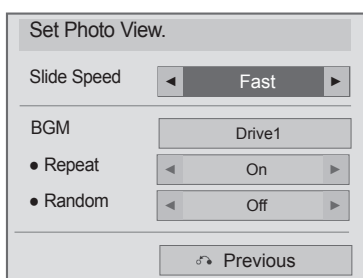 Set Photo View.
Slide Speed ◄ Fast ►
BGM Drive1
• Repeat ◄ On ►
• Random ◄ Off ►
Previous